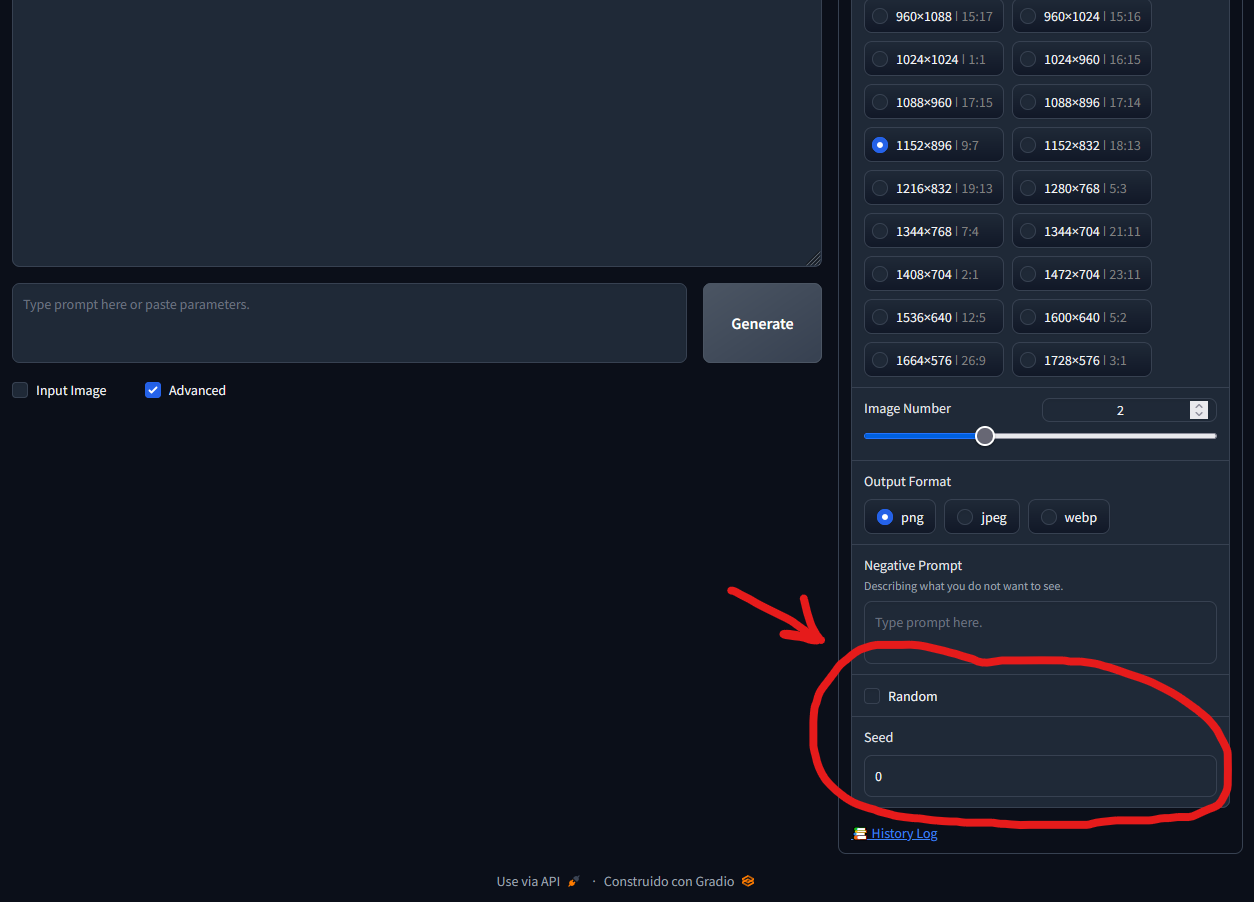 960×1088 | 15:17
960×1024 | 15:16
1024×1024 | 1:1
1024×960 | 16:15
1088×960 | 17:15
1088×896 | 17:14
1152×896 | 9:7
1152×832 | 18:13
1216×832 | 19:13
1280×768 | 5:3
1344×768 | 7:4
1344×704 | 21:11
1408×704 | 2:1
1472×704 | 23:11
1536×640 | 12:5
1600×640 | 5:2
1664×576 | 26:9
1728×576 | 3:1
Type prompt here or paste parameters.
Generate
Input Image
Advanced
Image Number
2
Output Format
png
jpeg
webp
Negative Prompt
Describing what you do not want to see.
Type prompt here.
Random
Seed
0
History Log
Use via API · Construido con Gradio